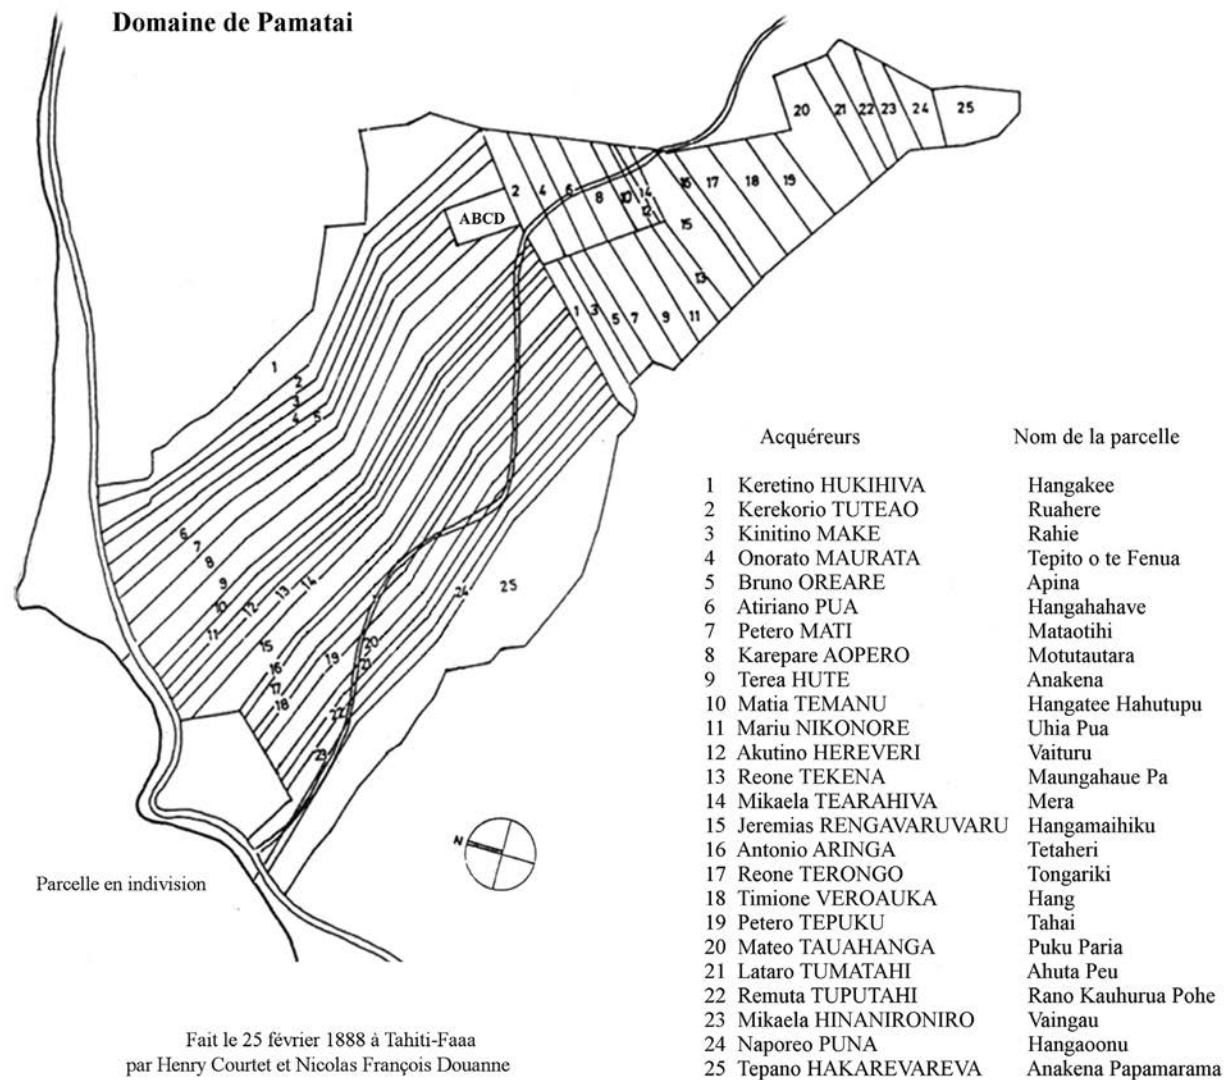 Domaine de Pamatai
20 21 22 23 24 25
2 4 6 8 10 14 12 16 17 18 19
15
13
1 3 5 7 9 11
ABCD
1
2
3
4 5
6
7
8
9
10
11 12 13 14
15
16
17
18 19 20
21
22
23
24
25
N
Parcelle en indivision
Fait le 25 février 1888 à Tahiti-Faaa
par Henry Courtet et Nicolas François Douanne
Acquéreurs Nom de la parcelle
1 Keretino HUKIHIVA Hangakee
2 Kerekorio TUTEAO Ruahere
3 Kinitino MAKE Rahie
4 Onorato MAURATA Tepito o te Fenua
5 Bruno OREARE Apina
6 Atiriano PUA Hangahahave
7 Petero MATI Mataotihi
8 Karepare AOPERO Motutautara
9 Terea HUTE Anakena
10 Matia TEMANU Hangatee Hahutupu
11 Mariu NIKONORE Uhia Pua
12 Akutino HEREVERI Vaituru
13 Reone TEKENA Maungahaue Pa
14 Mikaela TEARAHIVA Mera
15 Jeremias RENGAVARUVARU Hangamaihiku
16 Antonio ARINGA Tetaheri
17 Reone TERONGO Tongariki
18 Timione VEROAUKA Hang
19 Petero TEPUKU Tahai
20 Mateo TAUAHANGA Puku Paria
21 Lataro TUMATAHI Ahuta Peu
22 Remuta TUPUTAHI Rano Kauhurua Pohe
23 Mikaela HINANIRONIRO Vaingau
24 Naporeo PUNA Hangaoonu
25 Tepano HAKAREVAREVA Anakena Papamarama